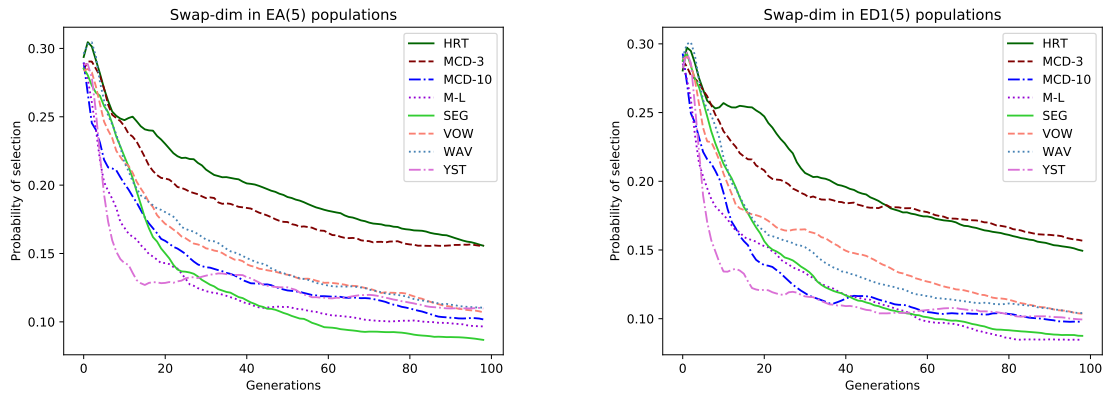 Swap-dim in EA(5) populations
Probability of selection
0.30
0.25
0.20
0.15
0.10
0 20 40 60 80 100
Generations
HRT
MCD-3
MCD-10
M-L
SEG
VOW
WAV
YST
Swap-dim in ED1(5) populations
Probability of selection
0.30
0.25
0.20
0.15
0.10
0 20 40 60 80 100
Generations
HRT
MCD-3
MCD-10
M-L
SEG
VOW
WAV
YST